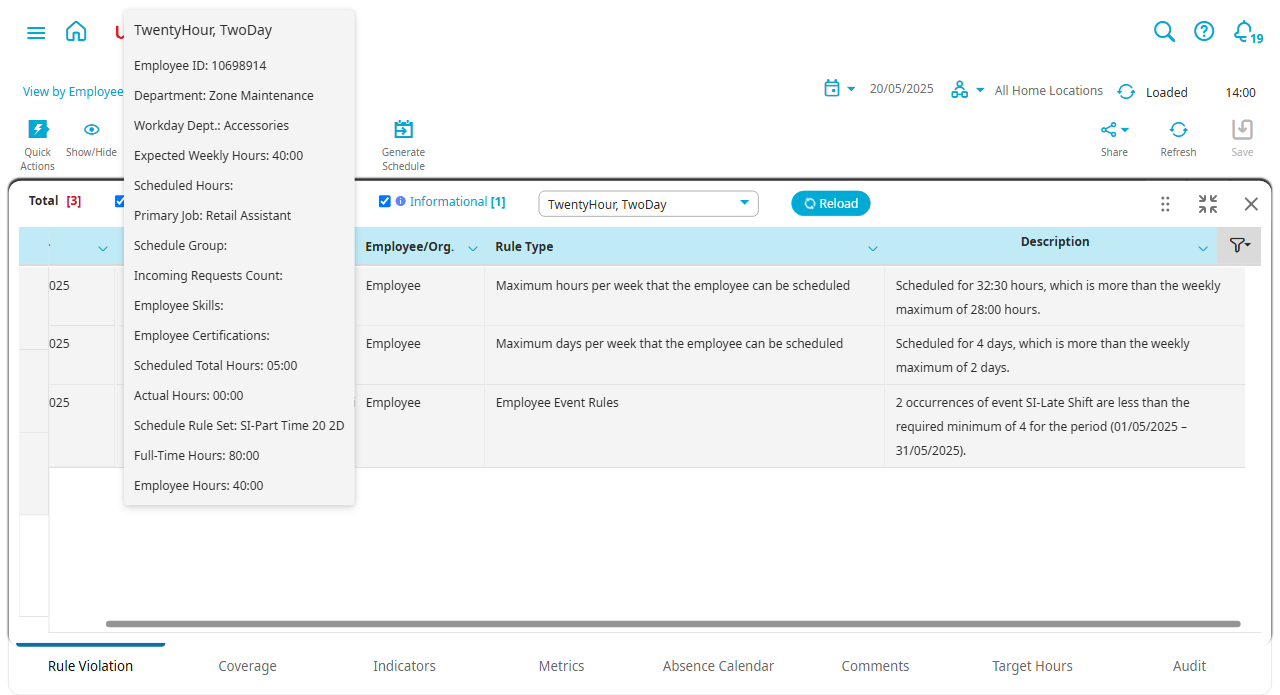 TwentyHour, TwoDay
Employee ID: 10698914
Department: Zone Maintenance
Workday Dept.: Accessories
Expected Weekly Hours: 40:00
Scheduled Hours:
Primary Job: Retail Assistant
Schedule Group:
Incoming Requests Count:
Employee Skills:
Employee Certifications:
Scheduled Total Hours: 05:00
Actual Hours: 00:00
Schedule Rule Set: SI-Part Time 20 2D
Full-Time Hours: 80:00
Employee Hours: 40:00
19
View by Employee
20/05/2025
All Home Locations
Loaded
14:00
Quick
Actions
Show/Hide
Generate
Schedule
Share
Refresh
Save
Total [3]
Informational [1]
TwentyHour, TwoDay
Reload
Employee/Org.
Rule Type
Description
025
Employee
Maximum hours per week that the employee can be scheduled
Scheduled for 32:30 hours, which is more than the weekly
maximum of 28:00 hours.
025
Employee
Maximum days per week that the employee can be scheduled
Scheduled for 4 days, which is more than the weekly
maximum of 2 days.
025
Employee
Employee Event Rules
2 occurrences of event SI-Late Shift are less than the
required minimum of 4 for the period (01/05/2025 –
31/05/2025).
Rule Violation
Coverage
Indicators
Metrics
Absence Calendar
Comments
Target Hours
Audit